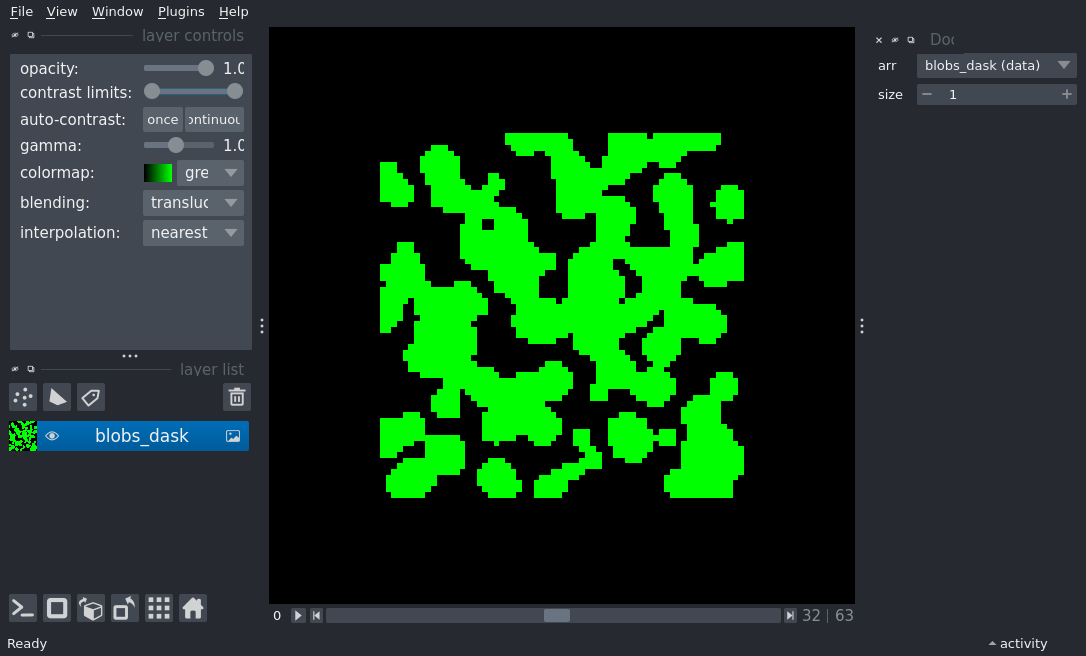 File View Window Plugins Help
layer controls
opacity: 1.0
contrast limits:
auto-contrast: once ontinuou
gamma: 1.0
colormap: gre
blending: transluc
interpolation: nearest
layer list
blobs_dask
0 32 | 63
Doc
arr blobs_dask (data)
size 1
Ready
activity